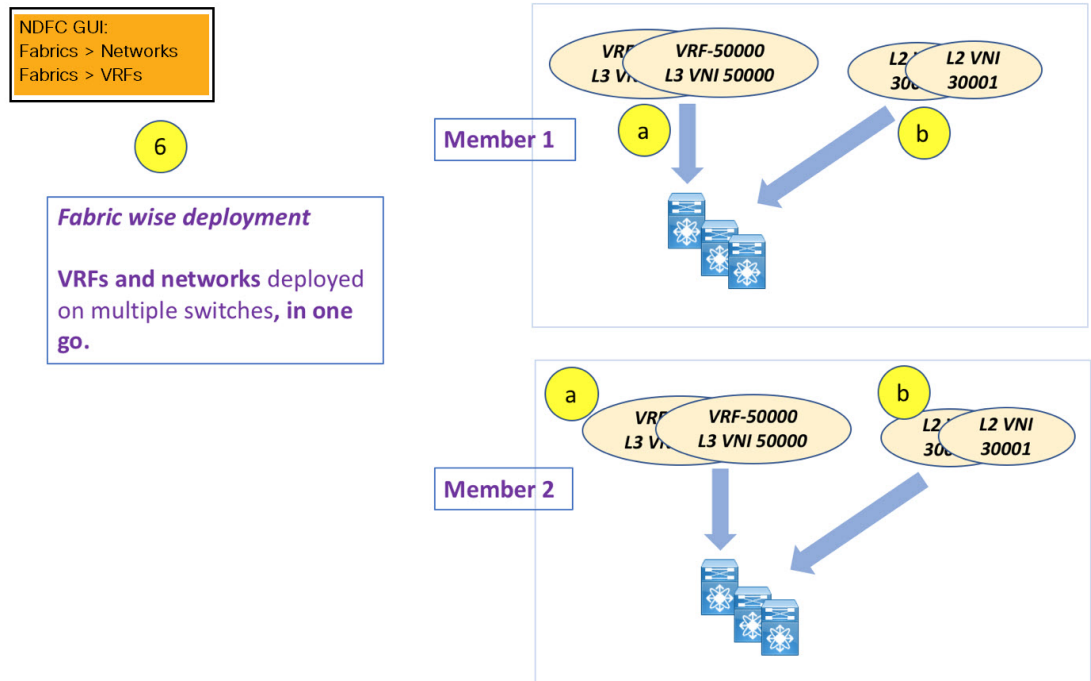 NDFC GUI:
Fabrics > Networks
Fabrics > VRFs
6
Fabric wise deployment
VRFs and networks deployed
on multiple switches, in one
go.
Member 1
VRF-50000
L3 VNI 50000
L2 VNI
30001
a
b
Member 2
a
b
VRF-50000
L3 VNI 50000
L2 VNI
30001